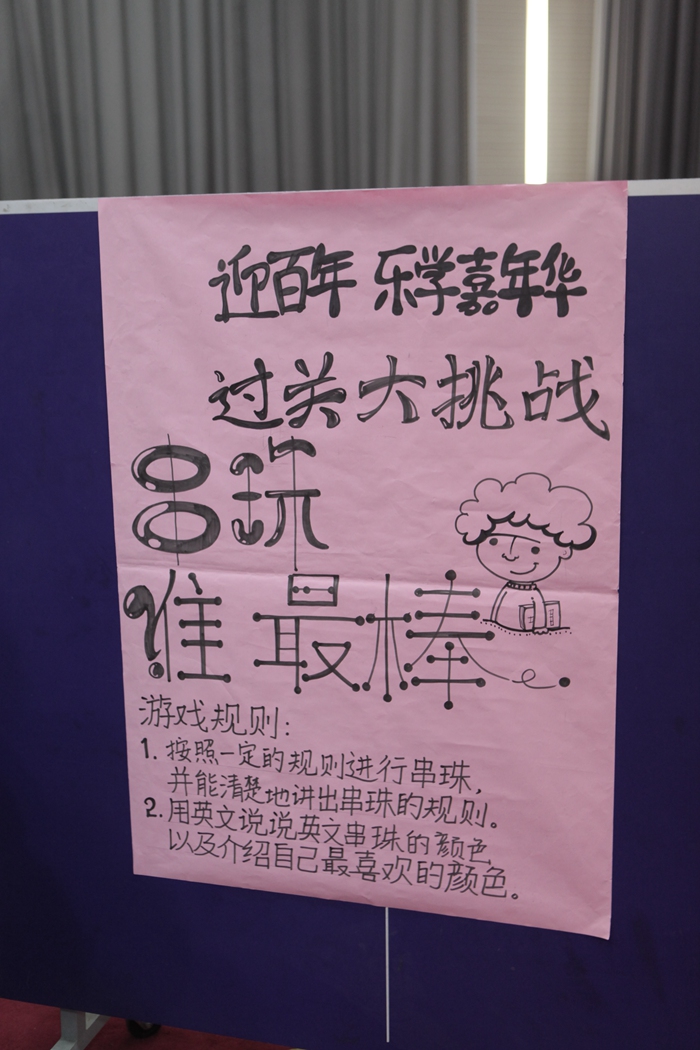 迎百年 乐学嘉年华
过关大挑战
串珠
谁最棒
游戏规则:
1. 按照一定的规则进行串珠,
并能清楚地讲出串珠的规则。
2. 用英文说说英文串珠的颜色,
以及介绍自己最喜欢的颜色。